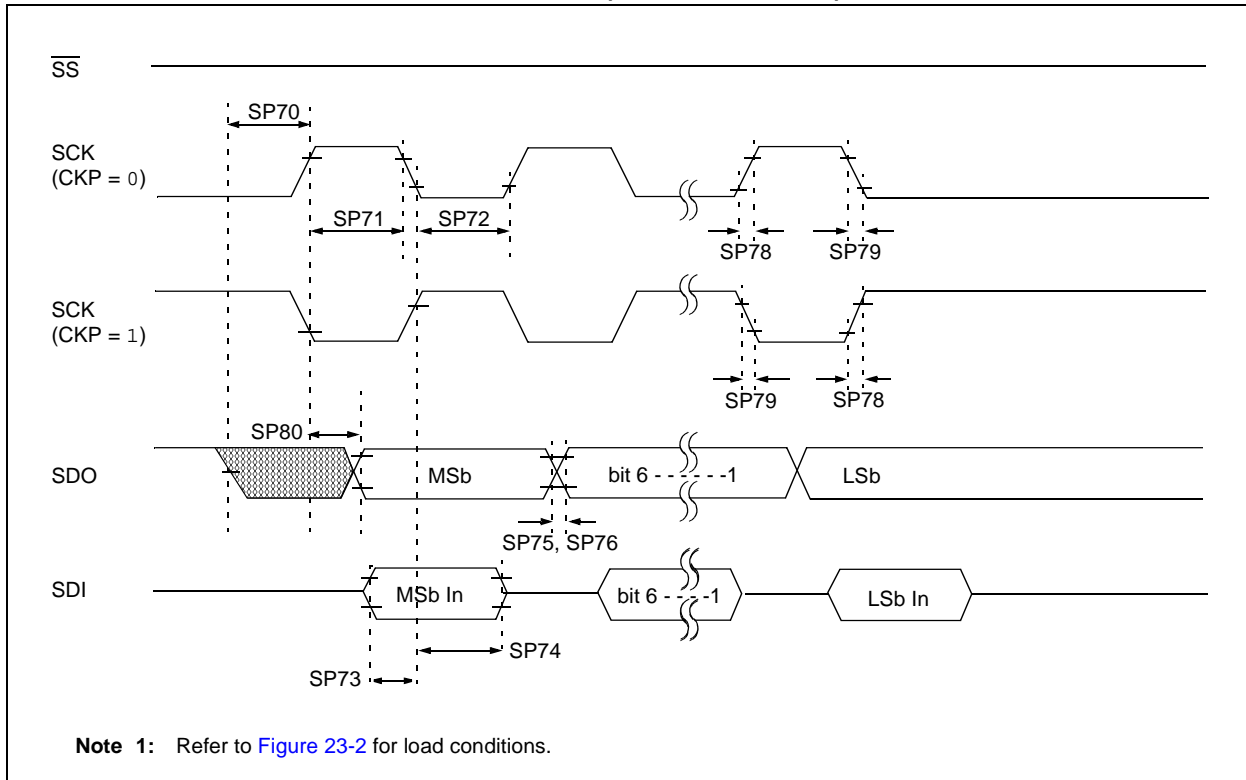 SS
SP70
SCK
(CKP = 0)
SP71
SP72
SP78
SP79
SCK
(CKP = 1)
SP79
SP78
SP80
SDO
MSb
bit 6 - - - - - -1
LSb
SP75, SP76
SDI
MSb In
bit 6 - - - - -1
LSb In
SP74
SP73
Note 1: Refer to Figure 23-2 for load conditions.